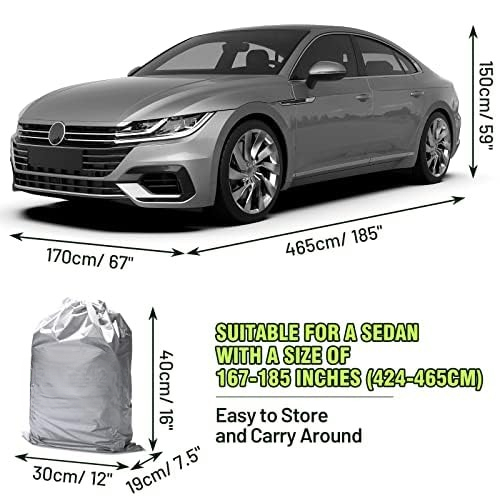 150cm/ 59"
170cm/ 67"
465cm/ 185"
40cm/ 16"
30cm/ 12"
19cm/ 7.5"
SUITABLE FOR A SEDAN
WITH A SIZE OF
167-185 INCHES (424-465CM)
Easy to Store
and Carry Around